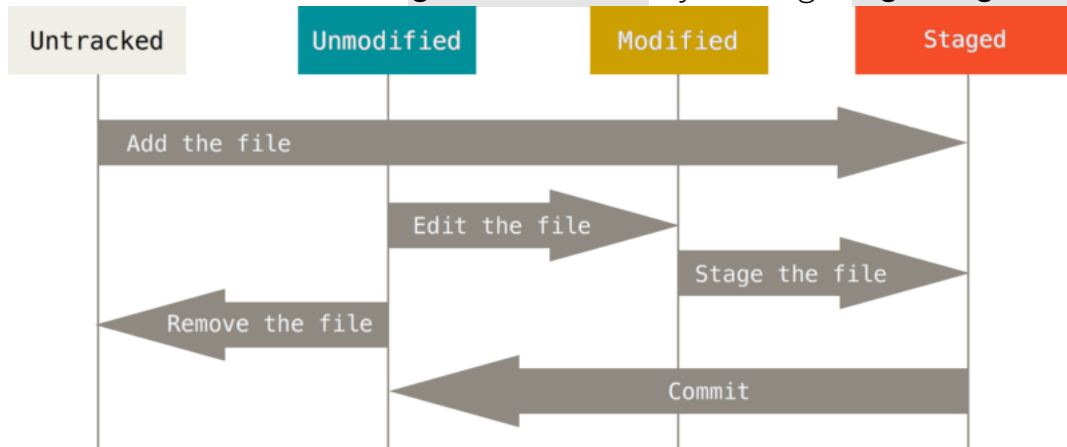 Untracked Unmodified Modified Staged
Add the file
Edit the file
Stage the file
Remove the file
Commit